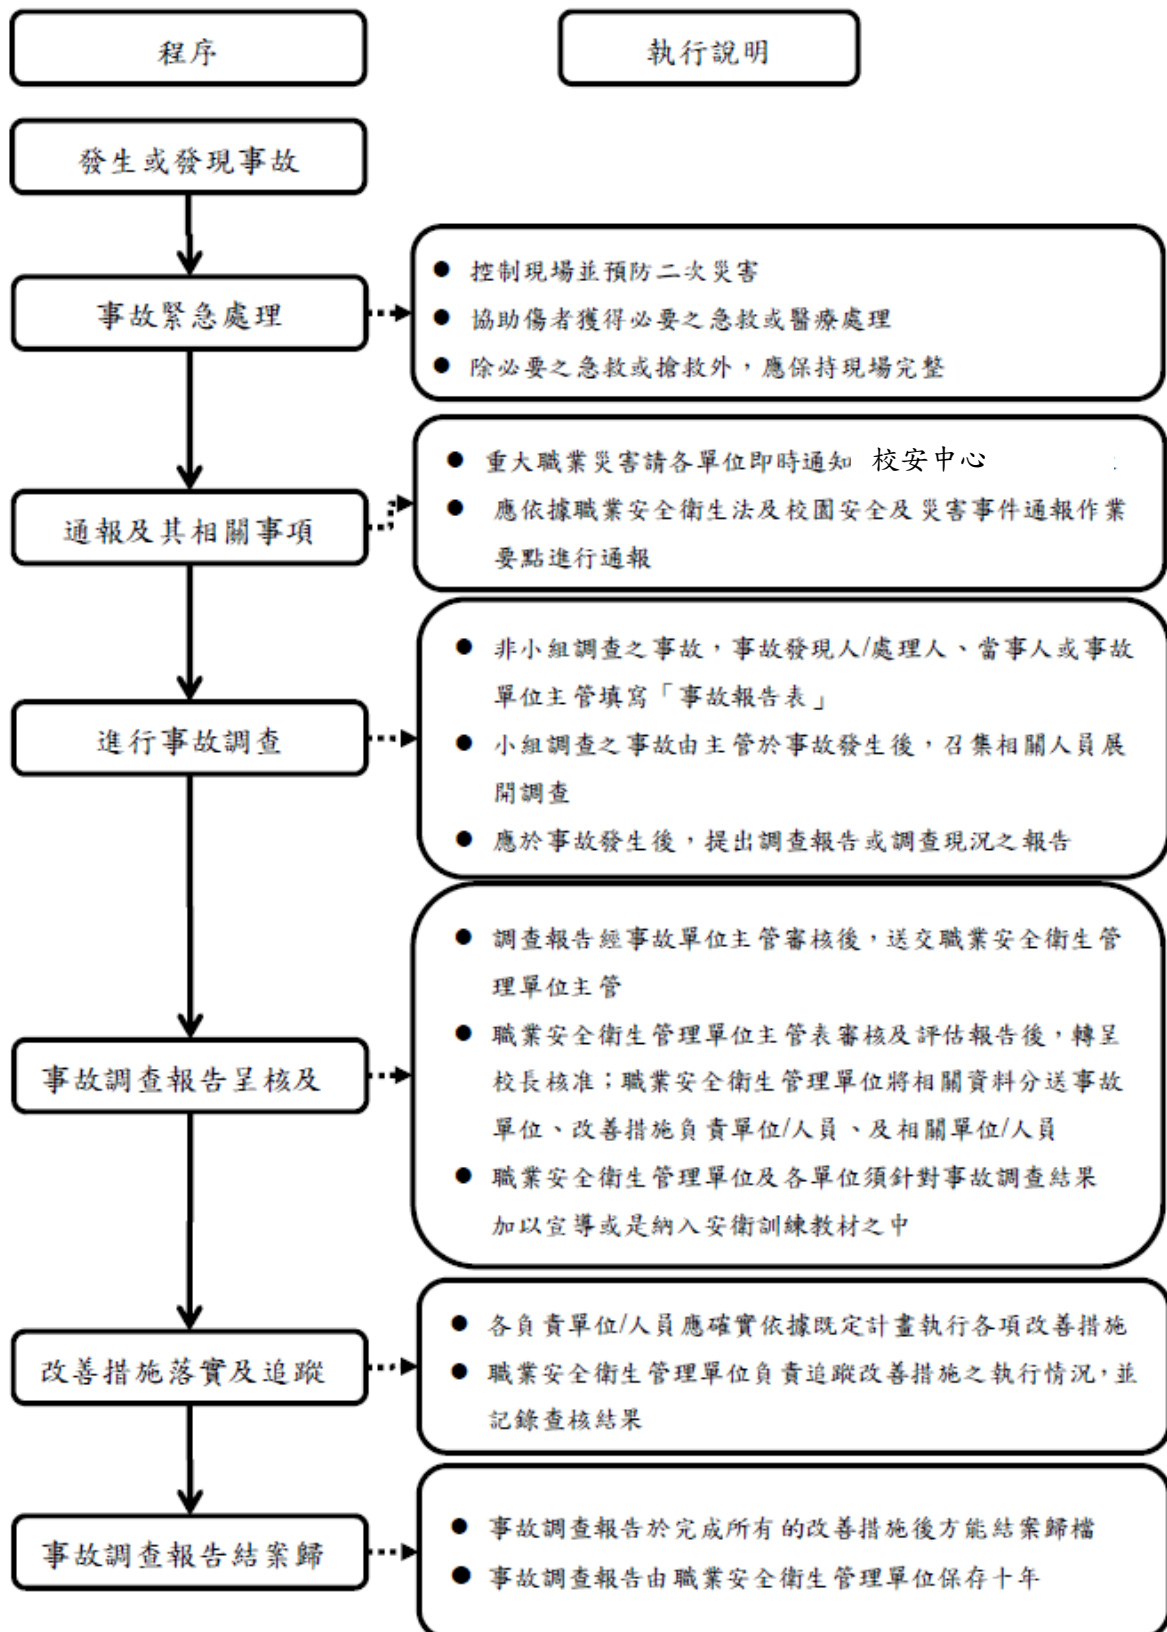 程序
執行說明
發生或發現事故
事故緊急處理
● 控制現場並預防二次災害
● 協助傷者獲得必要之急救或醫療處理
● 除必要之急救或搶救外，應保持現場完整
通報及其相關事項
● 重大職業災害請各單位即時通知 校安中心
● 應依據職業安全衛生法及校園安全及災害事件通報作業
要點進行通報
進行事故調查
● 非小組調查之事故，事故發現人/處理人、當事人或事故
單位主管填寫「事故報告表」
● 小組調查之事故由主管於事故發生後，召集相關人員展
開調查
● 應於事故發生後，提出調查報告或調查現況之報告
事故調查報告呈核及
● 調查報告經事故單位主管審核後，送交職業安全衛生管
理單位主管
● 職業安全衛生管理單位主管表審核及評估報告後，轉呈
校長核准；職業安全衛生管理單位將相關資料分送事故
單位、改善措施負責單位/人員、及相關單位/人員
● 職業安全衛生管理單位及各單位須針對事故調查結果
加以宣導或是納入安衛訓練教材之中
改善措施落實及追蹤
● 各負責單位/人員應確實依據既定計畫執行各項改善措施
● 職業安全衛生管理單位負責追蹤改善措施之執行情況，並
記錄查核結果
事故調查報告結案歸
● 事故調查報告於完成所有的改善措施後方能結案歸檔
● 事故調查報告由職業安全衛生管理單位保存十年